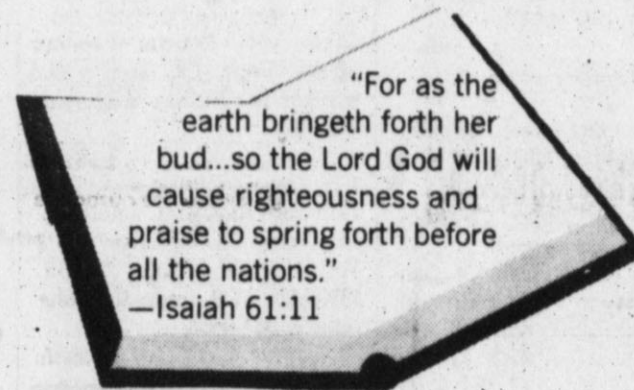 “For as the
earth bringeth forth her
bud...so the Lord God will
cause righteousness and
praise to spring forth before
all the nations.”
—Isaiah 61:11